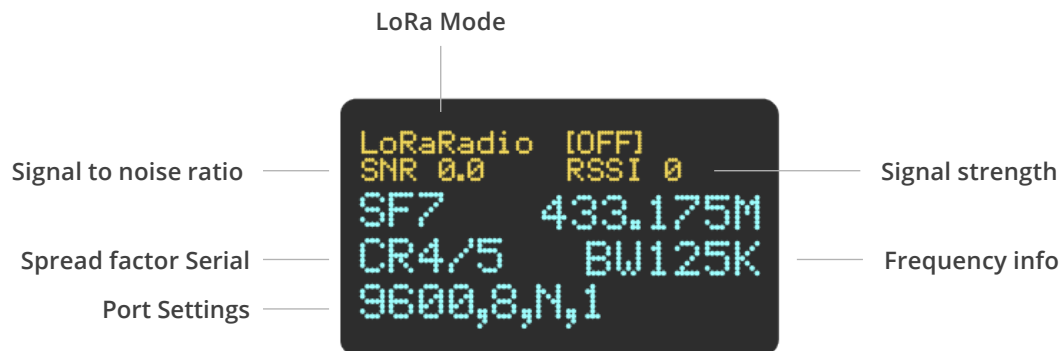 LoRa Mode
LoRaRadio [OFF]
Signal to noise ratio
SNR 0.0 RSSI 0
Signal strength
SF7 433.175M
Spread factor Serial
CR4/5 BW125K
Frequency info
Port Settings
9600,8,N,1